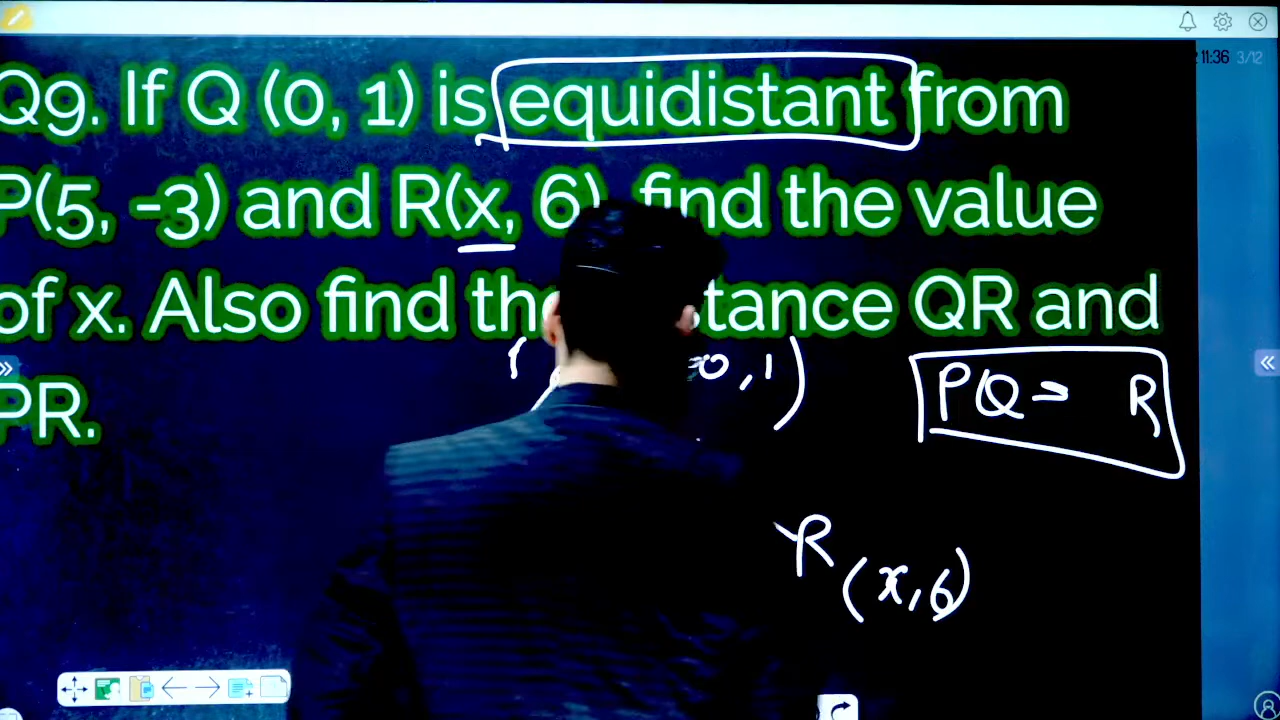 11:36 3/12
Q9. If Q (0, 1) is equidistant from
P(5, -3) and R(x, 6), find the value
of x. Also find the tance QR and
0, 1)
PQ = R
PR.
R
(x, 6)